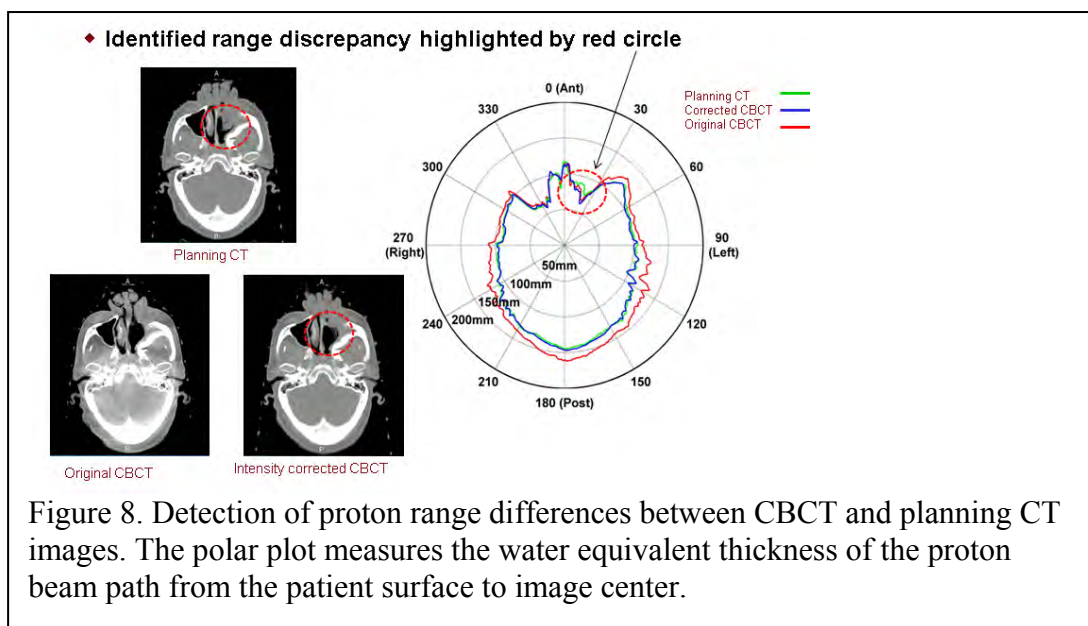 ◆ Identified range discrepancy highlighted by red circle
A
Planning CT
A
Original CBCT
A
Intensity corrected CBCT
Planning CT
Corrected CBCT
Original CBCT
0 (Ant)
330
30
300
60
270
(Right)
90
(Left)
50mm
100mm
150mm
200mm
240
120
210
150
180 (Post)
Figure 8. Detection of proton range differences between CBCT and planning CT
images. The polar plot measures the water equivalent thickness of the proton
beam path from the patient surface to image center.